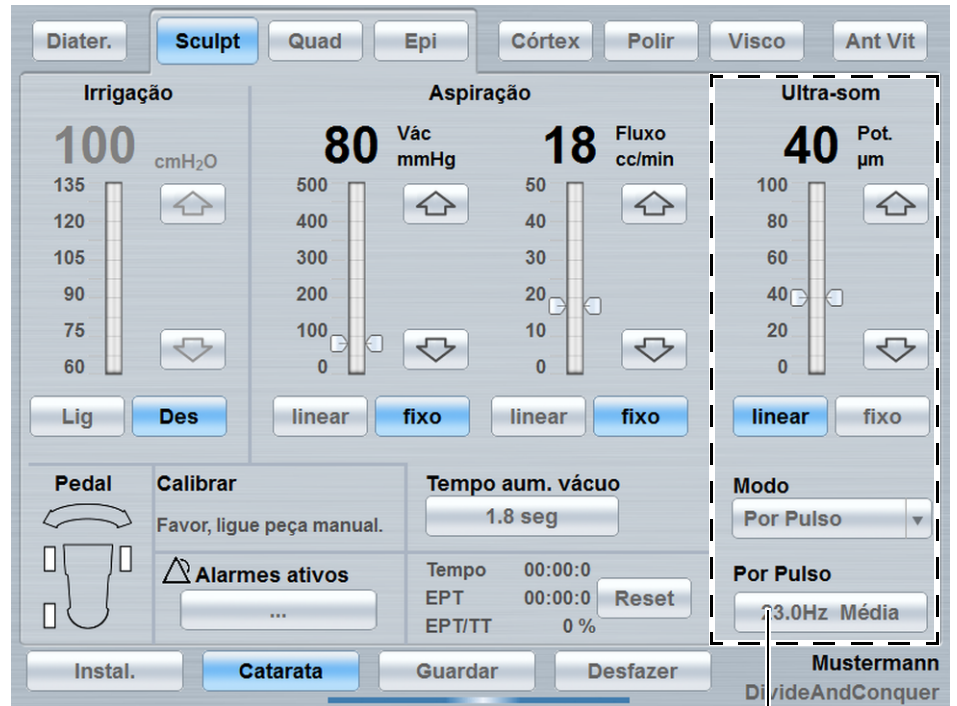 Diater. Sculpt Quad Epi Córtex Polir Visco Ant Vit
Irrigação
100 cmH₂O
135
120
105
90
75
60
Lig Des
Aspiração
80 Vác mmHg
500
400
300
200
100
0
linear fixo
18 Fluxo cc/min
50
40
30
20
10
0
linear fixo
Ultra-som
40 Pot. µm
100
80
60
40
20
0
linear fixo
Pedal
Calibrar
Favor, ligue peça manual.
Alarmes ativos
...
Tempo aum. vácuo
1.8 seg
Tempo 00:00:0
EPT 00:00:0
EPT/TT 0 %
Reset
Modo
Por Pulso
Por Pulso
23.0Hz Média
Instal. Catarata Guardar Desfazer
Mustermann
DivideAndConquer